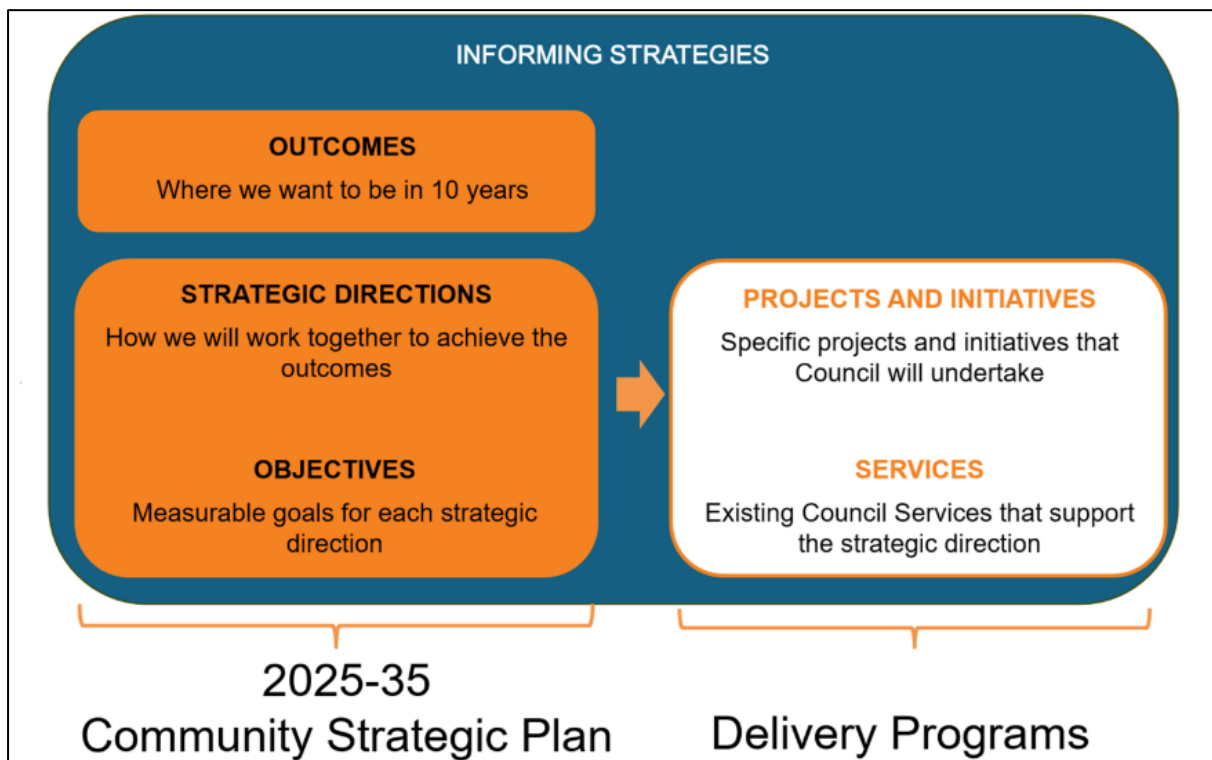 INFORMING STRATEGIES
OUTCOMES
Where we want to be in 10 years
STRATEGIC DIRECTIONS
How we will work together to achieve the
outcomes
OBJECTIVES
Measurable goals for each strategic
direction
PROJECTS AND INITIATIVES
Specific projects and initiatives that
Council will undertake
SERVICES
Existing Council Services that support
the strategic direction
2025-35
Community Strategic Plan
Delivery Programs